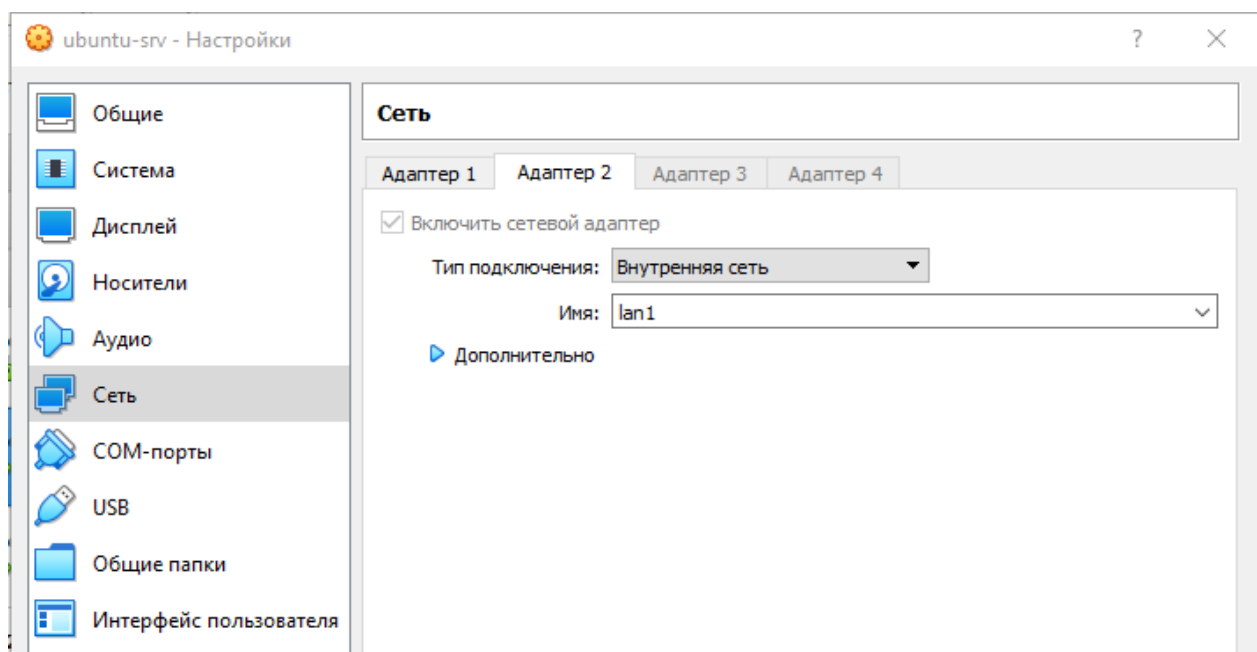 ubuntu-srv - Настройки ?
Общие
Система
Дисплей
Носители
Аудио
Сеть
COM-порты
USB
Общие папки
Интерфейс пользователя
Сеть
Адаптер 1 Адаптер 2 Адаптер 3 Адаптер 4
Включить сетевой адаптер
Тип подключения: Внутренняя сеть
Имя: lan1
Дополнительно